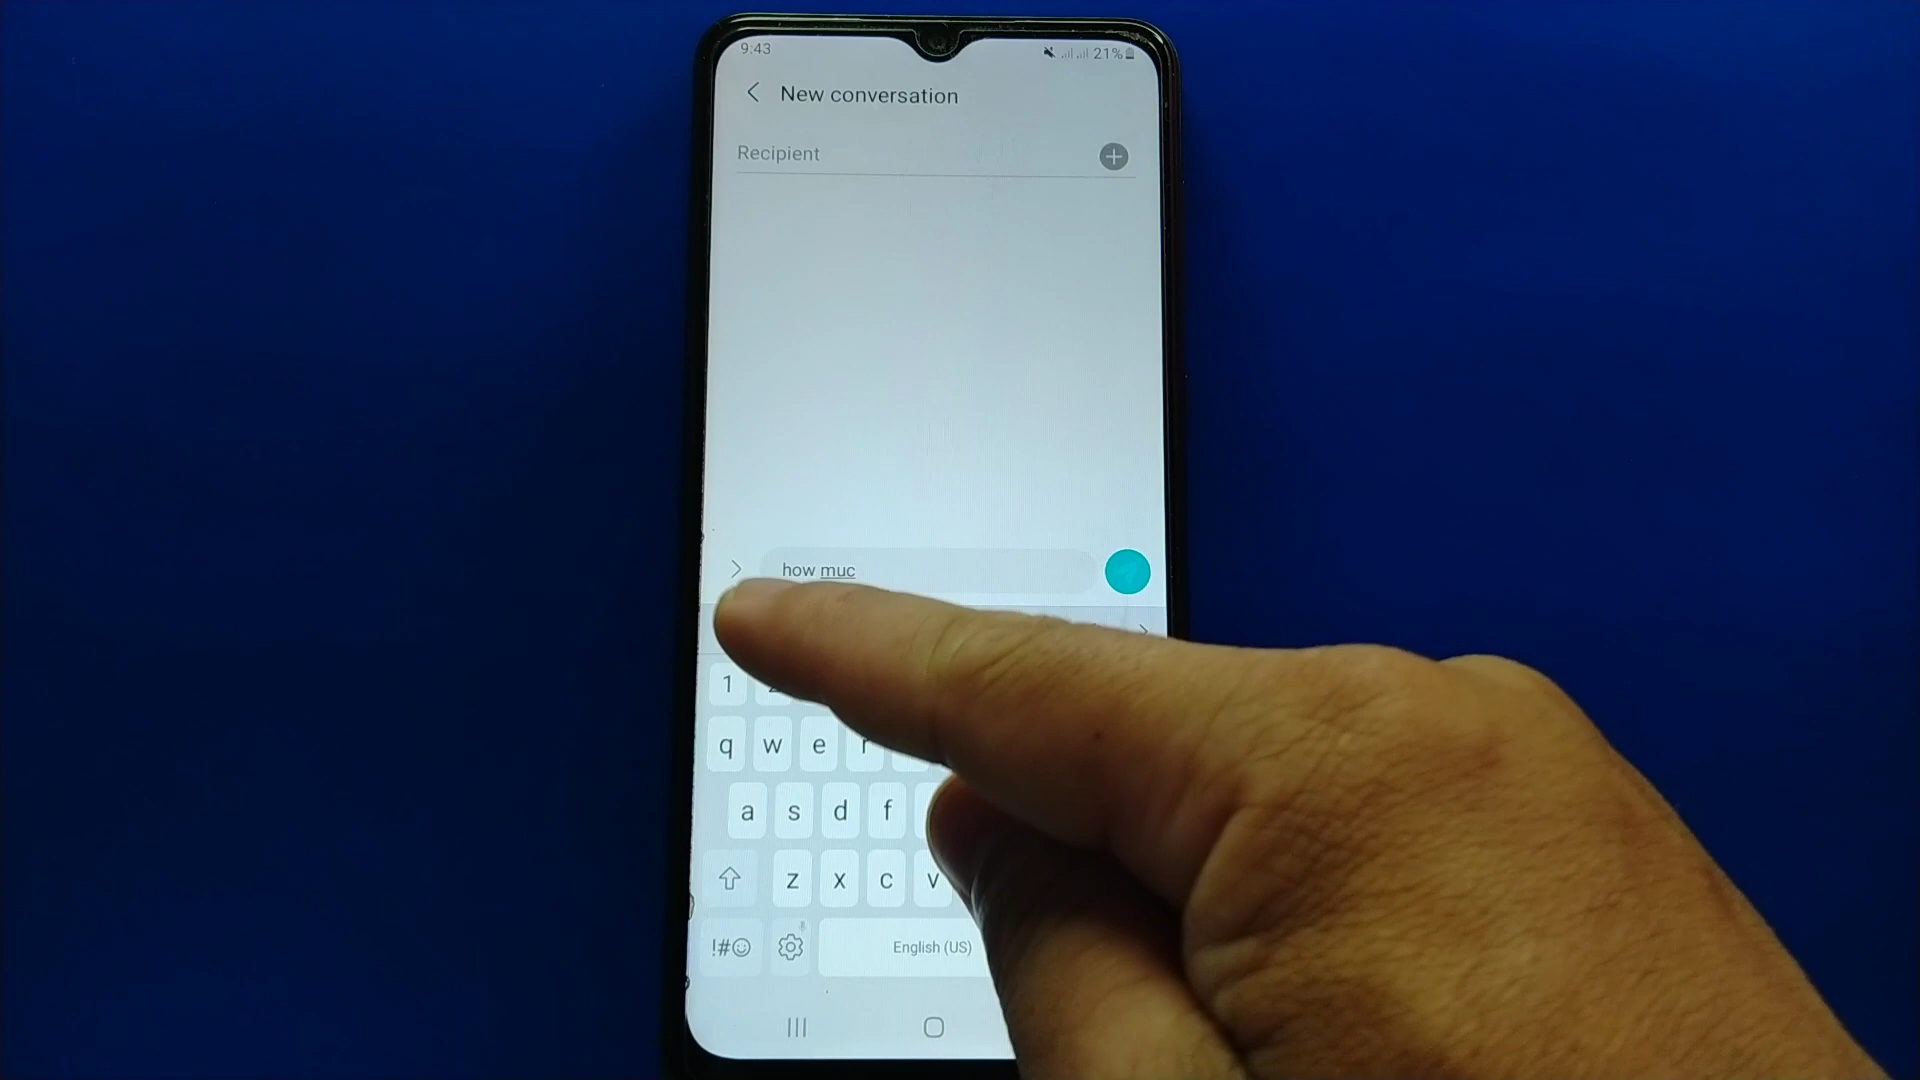 9:43
21%
New conversation
Recipient
how muc
1
q w e r
a s d f
z x c v
!#☺
English (US)